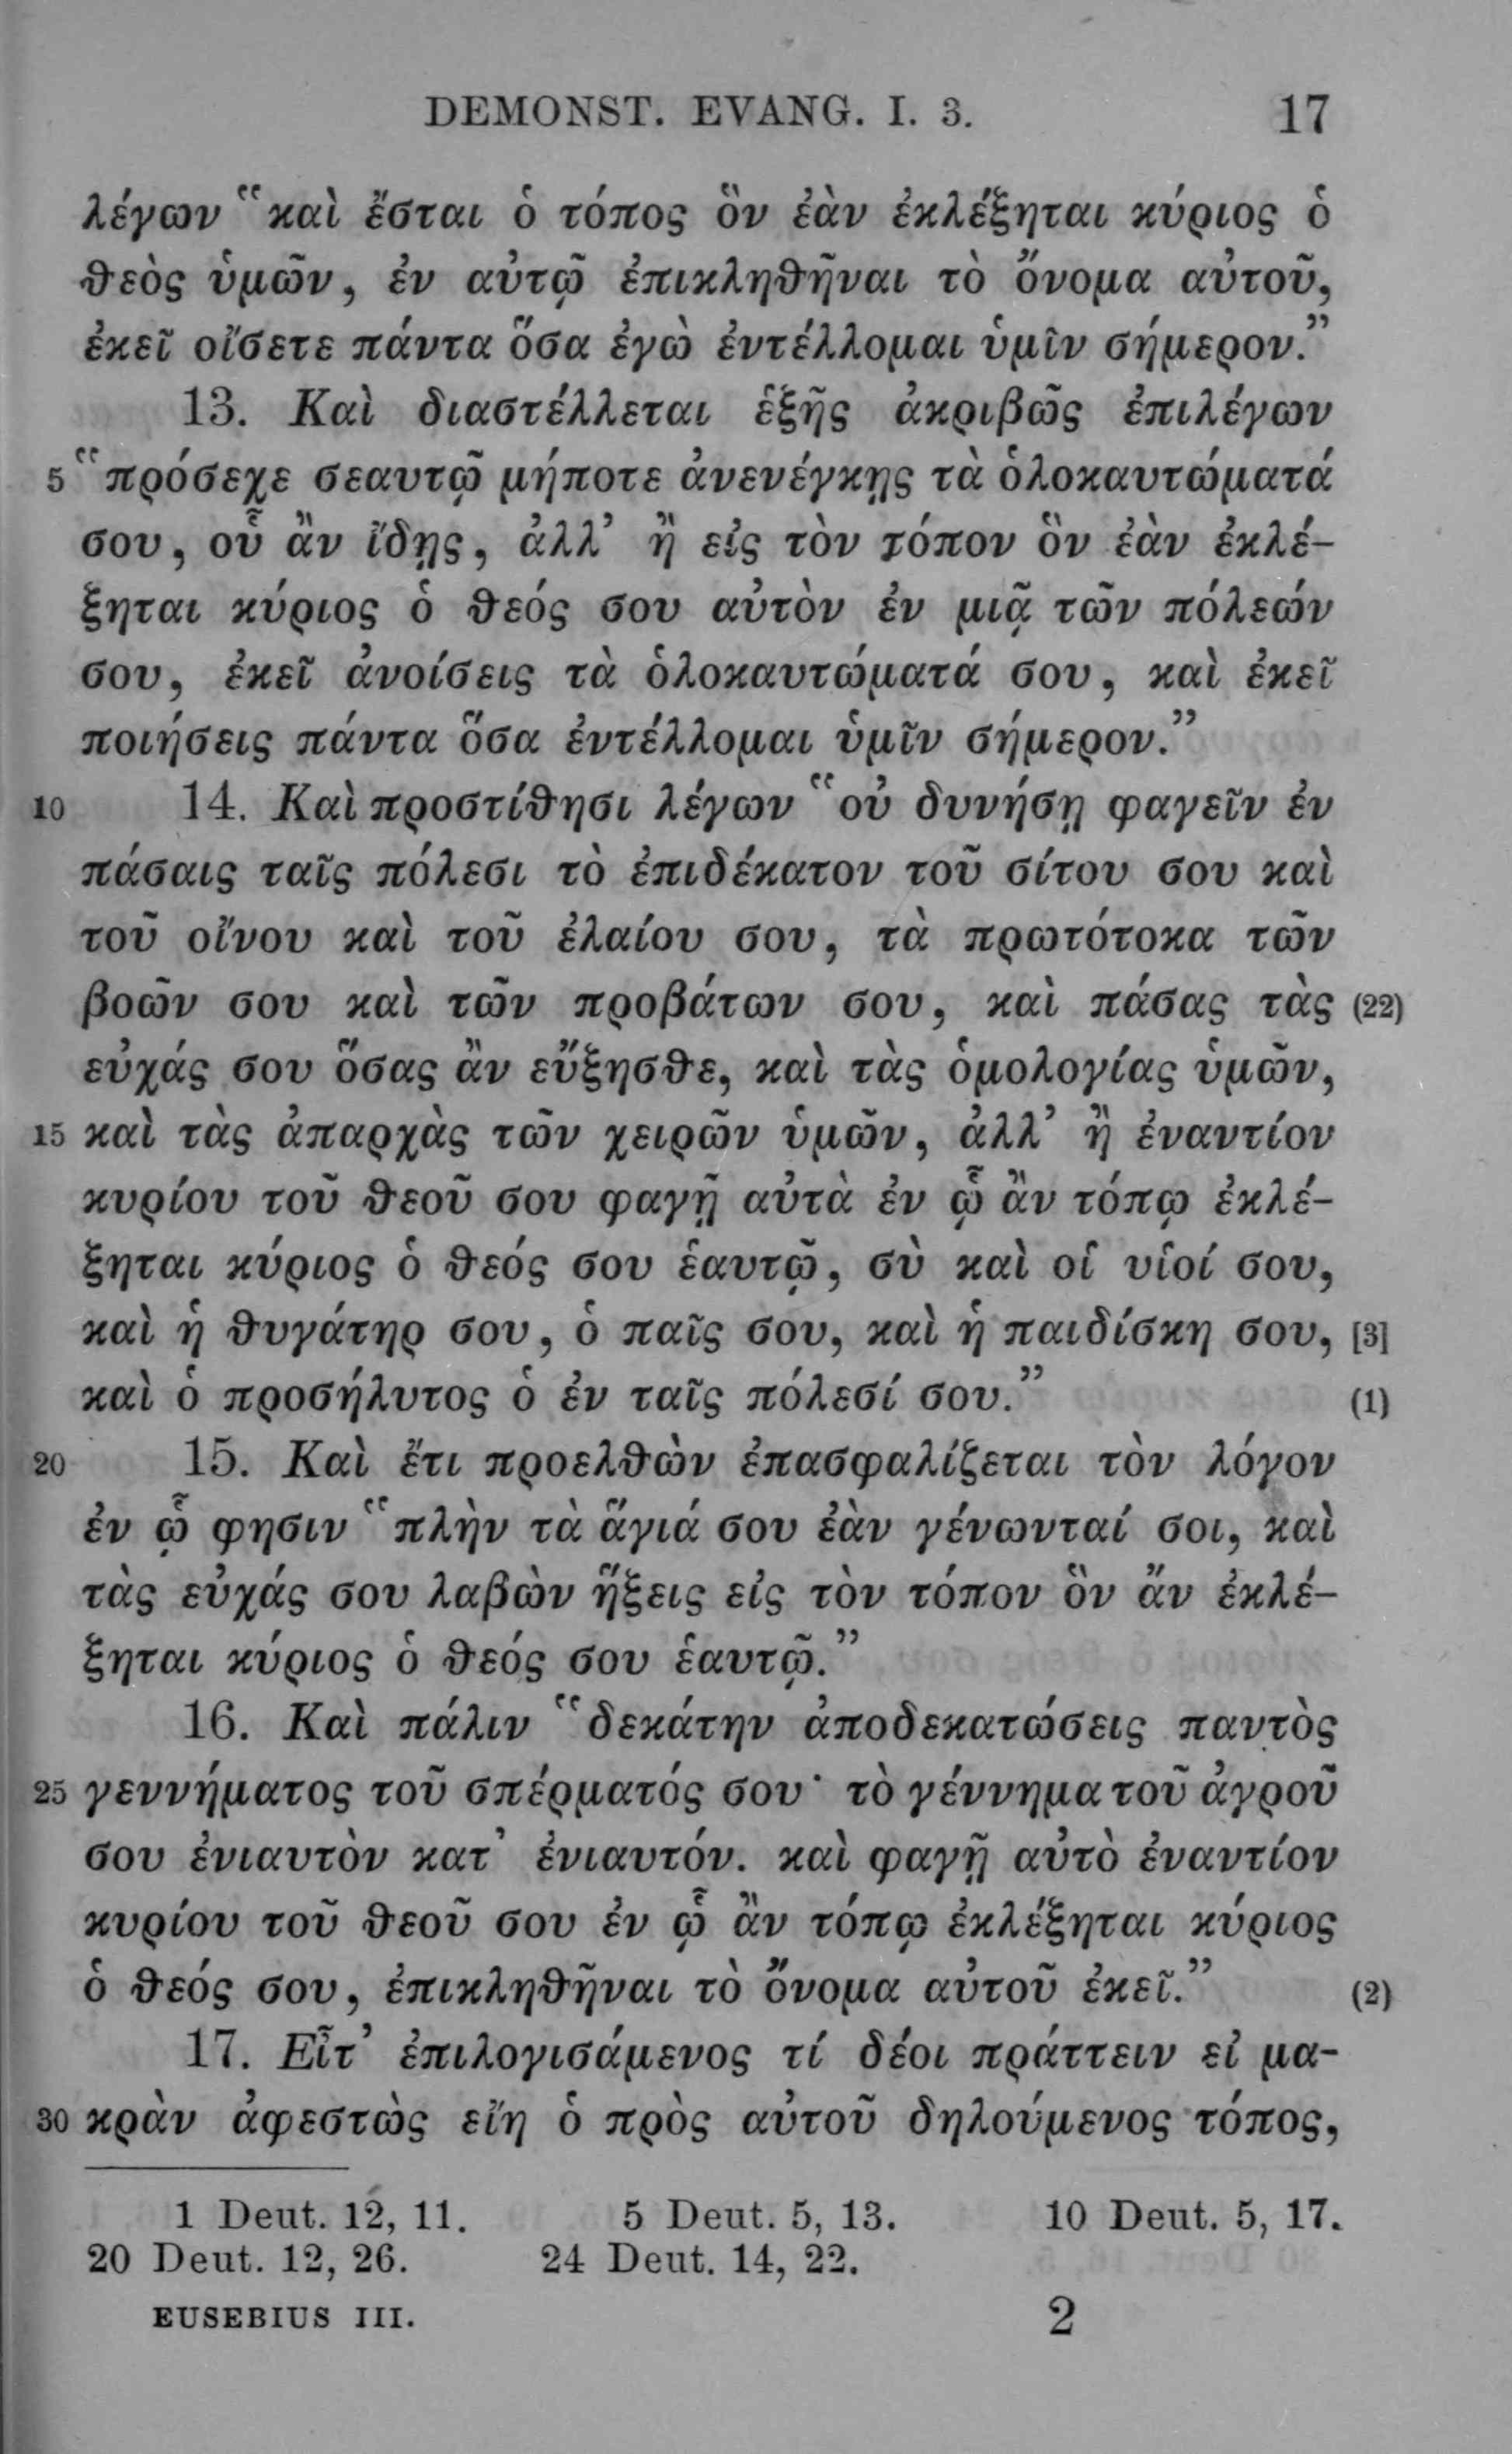 DEMONST. EVANG. I. 3. 17
λέγων "καὶ ἔσται ὁ τόπος ὃν ἐὰν ἐκλέξηται κύριος ὁ
θεὸς ὑμῶν, ἐν αὐτῷ ἐπικληθῆναι τὸ ὄνομα αὐτοῦ,
ἐκεῖ οἴσετε πάντα ὅσα ἐγὼ ἐντέλλομαι ὑμῖν σήμερον."
13. Καὶ διαστέλλεται ἑξῆς ἀκριβῶς ἐπιλέγων
5 "πρόσεχε σεαυτῷ μήποτε ἀνενέγκῃς τὰ ὁλοκαυτώματά
σου, οὗ ἂν ἴδῃς, ἀλλ' ἢ εἰς τὸν τόπον ὃν ἐὰν ἐκλέ-
ξηται κύριος ὁ θεός σου αὐτὸν ἐν μιᾷ τῶν πόλεών
σου, ἐκεῖ ἀνοίσεις τὰ ὁλοκαυτώματά σου, καὶ ἐκεῖ
ποιήσεις πάντα ὅσα ἐντέλλομαι ὑμῖν σήμερον."
10 14. Καὶ προστίθησι λέγων "οὐ δυνήσῃ φαγεῖν ἐν
πάσαις ταῖς πόλεσι τὸ ἐπιδέκατον τοῦ σίτου σου καὶ
τοῦ οἴνου καὶ τοῦ ἐλαίου σου, τὰ πρωτότοκα τῶν
βοῶν σου καὶ τῶν προβάτων σου, καὶ πάσας τὰς (22)
εὐχάς σου ὅσας ἂν εὔξησθε, καὶ τὰς ὁμολογίας ὑμῶν,
15 καὶ τὰς ἀπαρχὰς τῶν χειρῶν ὑμῶν, ἀλλ' ἢ ἐναντίον
κυρίου τοῦ θεοῦ σου φαγῇ αὐτὰ ἐν ᾧ ἂν τόπῳ ἐκλέ-
ξηται κύριος ὁ θεός σου ἑαυτῷ, σὺ καὶ οἱ υἱοί σου,
καὶ ἡ θυγάτηρ σου, ὁ παῖς σου, καὶ ἡ παιδίσκη σου, [3]
καὶ ὁ προσήλυτος ὁ ἐν ταῖς πόλεσί σου." (1)
20 15. Καὶ ἔτι προελθὼν ἐπασφαλίζεται τὸν λόγον
ἐν ᾧ φησιν "πλὴν τὰ ἅγιά σου ἐὰν γένωνταί σοι, καὶ
τὰς εὐχάς σου λαβὼν ἥξεις εἰς τὸν τόπον ὃν ἄν ἐκλέ-
ξηται κύριος ὁ θεός σου ἑαυτῷ."
16. Καὶ πάλιν "δεκάτην ἀποδεκατώσεις παντὸς
25 γεννήματος τοῦ σπέρματός σου· τὸ γέννημα τοῦ ἀγροῦ
σου ἐνιαυτὸν κατ' ἐνιαυτόν. καὶ φαγῇ αὐτὸ ἐναντίον
κυρίου τοῦ θεοῦ σου ἐν ᾧ ἂν τόπῳ ἐκλέξηται κύριος
ὁ θεός σου, ἐπικληθῆναι τὸ ὄνομα αὐτοῦ ἐκεῖ." (2)
17. Εἶτ' ἐπιλογισάμενος τί δέοι πράττειν εἰ μα-
30 κρὰν ἀφεστὼς εἴη ὁ πρὸς αὐτοῦ δηλούμενος τόπος,
1 Deut. 12, 11. 5 Deut. 5, 13. 10 Deut. 5, 17.
20 Deut. 12, 26. 24 Deut. 14, 22.
EUSEBIUS III. 2